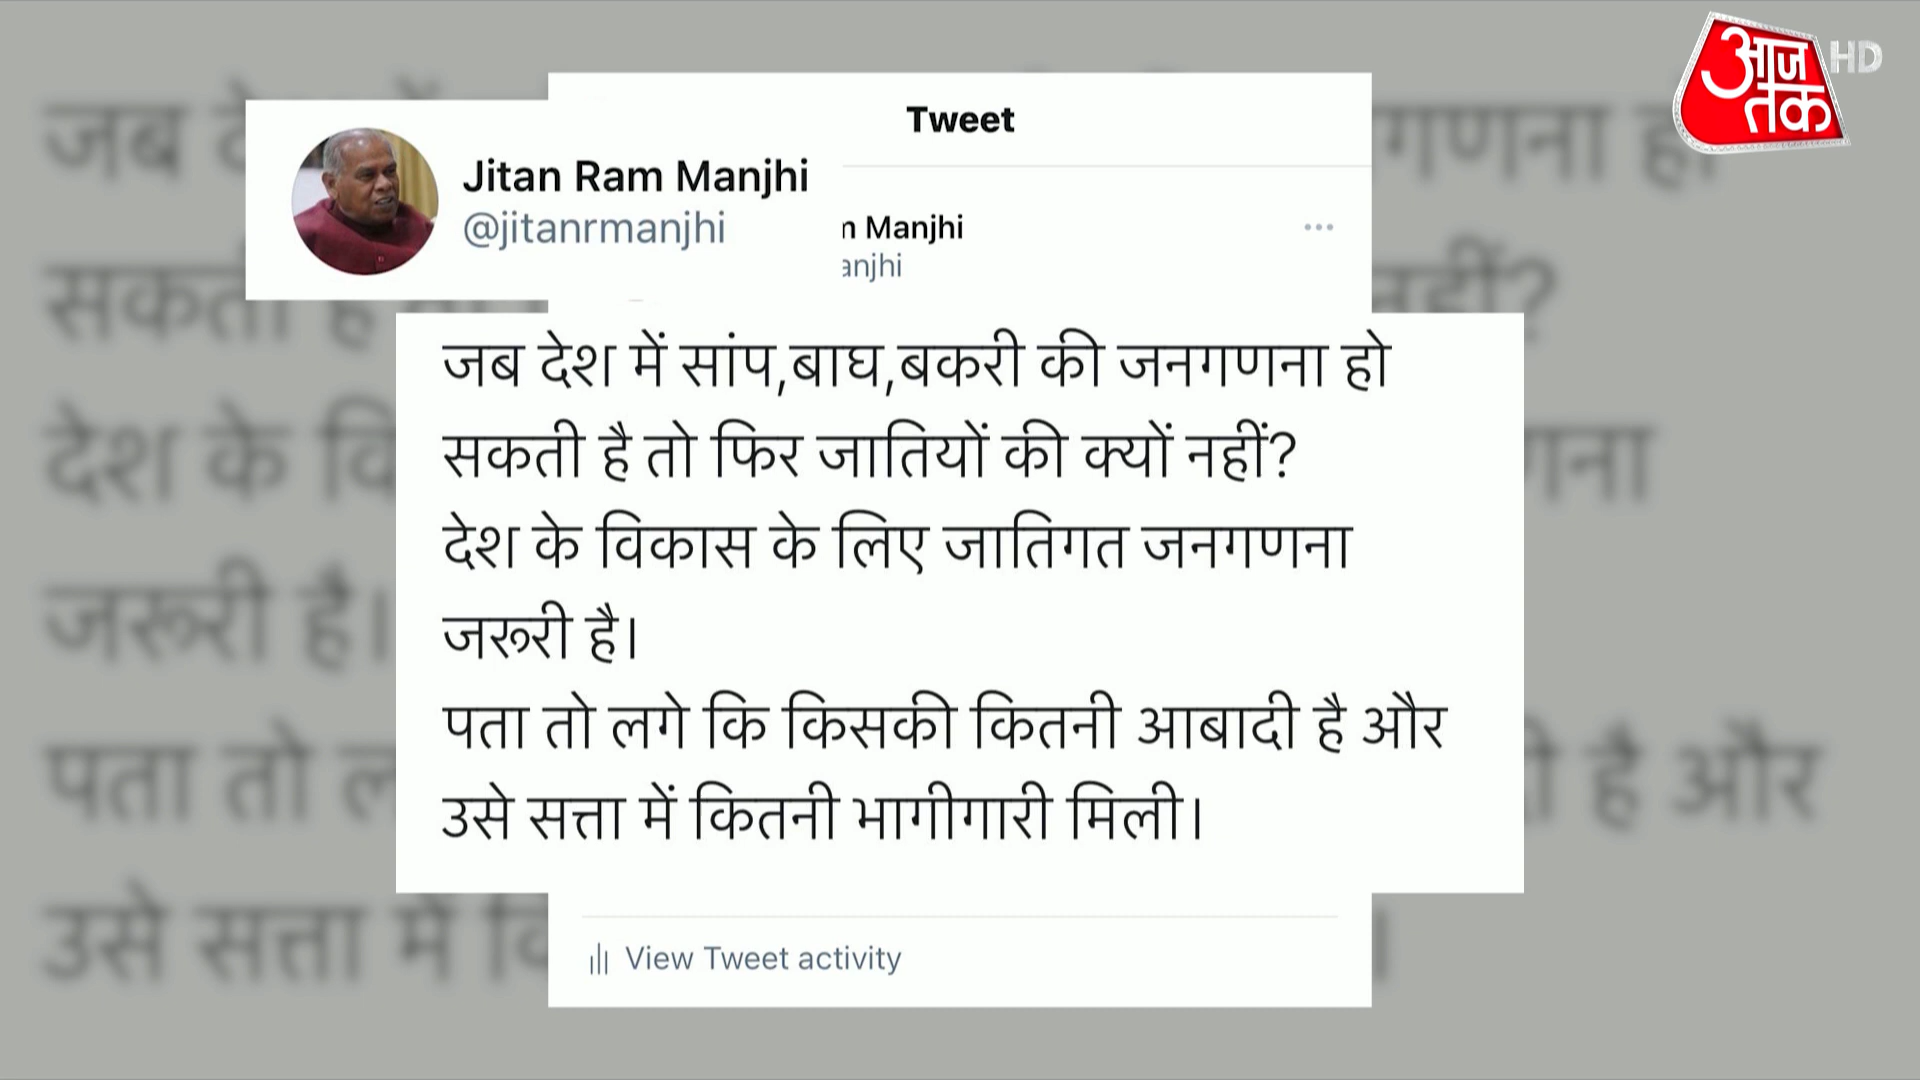 आज
तक
HD
Tweet
Jitan Ram Manjhi
@jitanrmanjhi
n Manjhi
anjhi
जब देश में सांप,बाघ,बकरी की जनगणना हो
सकती है तो फिर जातियों की क्यों नहीं?
देश के विकास के लिए जातिगत जनगणना
जरूरी है।
पता तो लगे कि किसकी कितनी आबादी है और
उसे सत्ता में कितनी भागीगारी मिली।
View Tweet activity